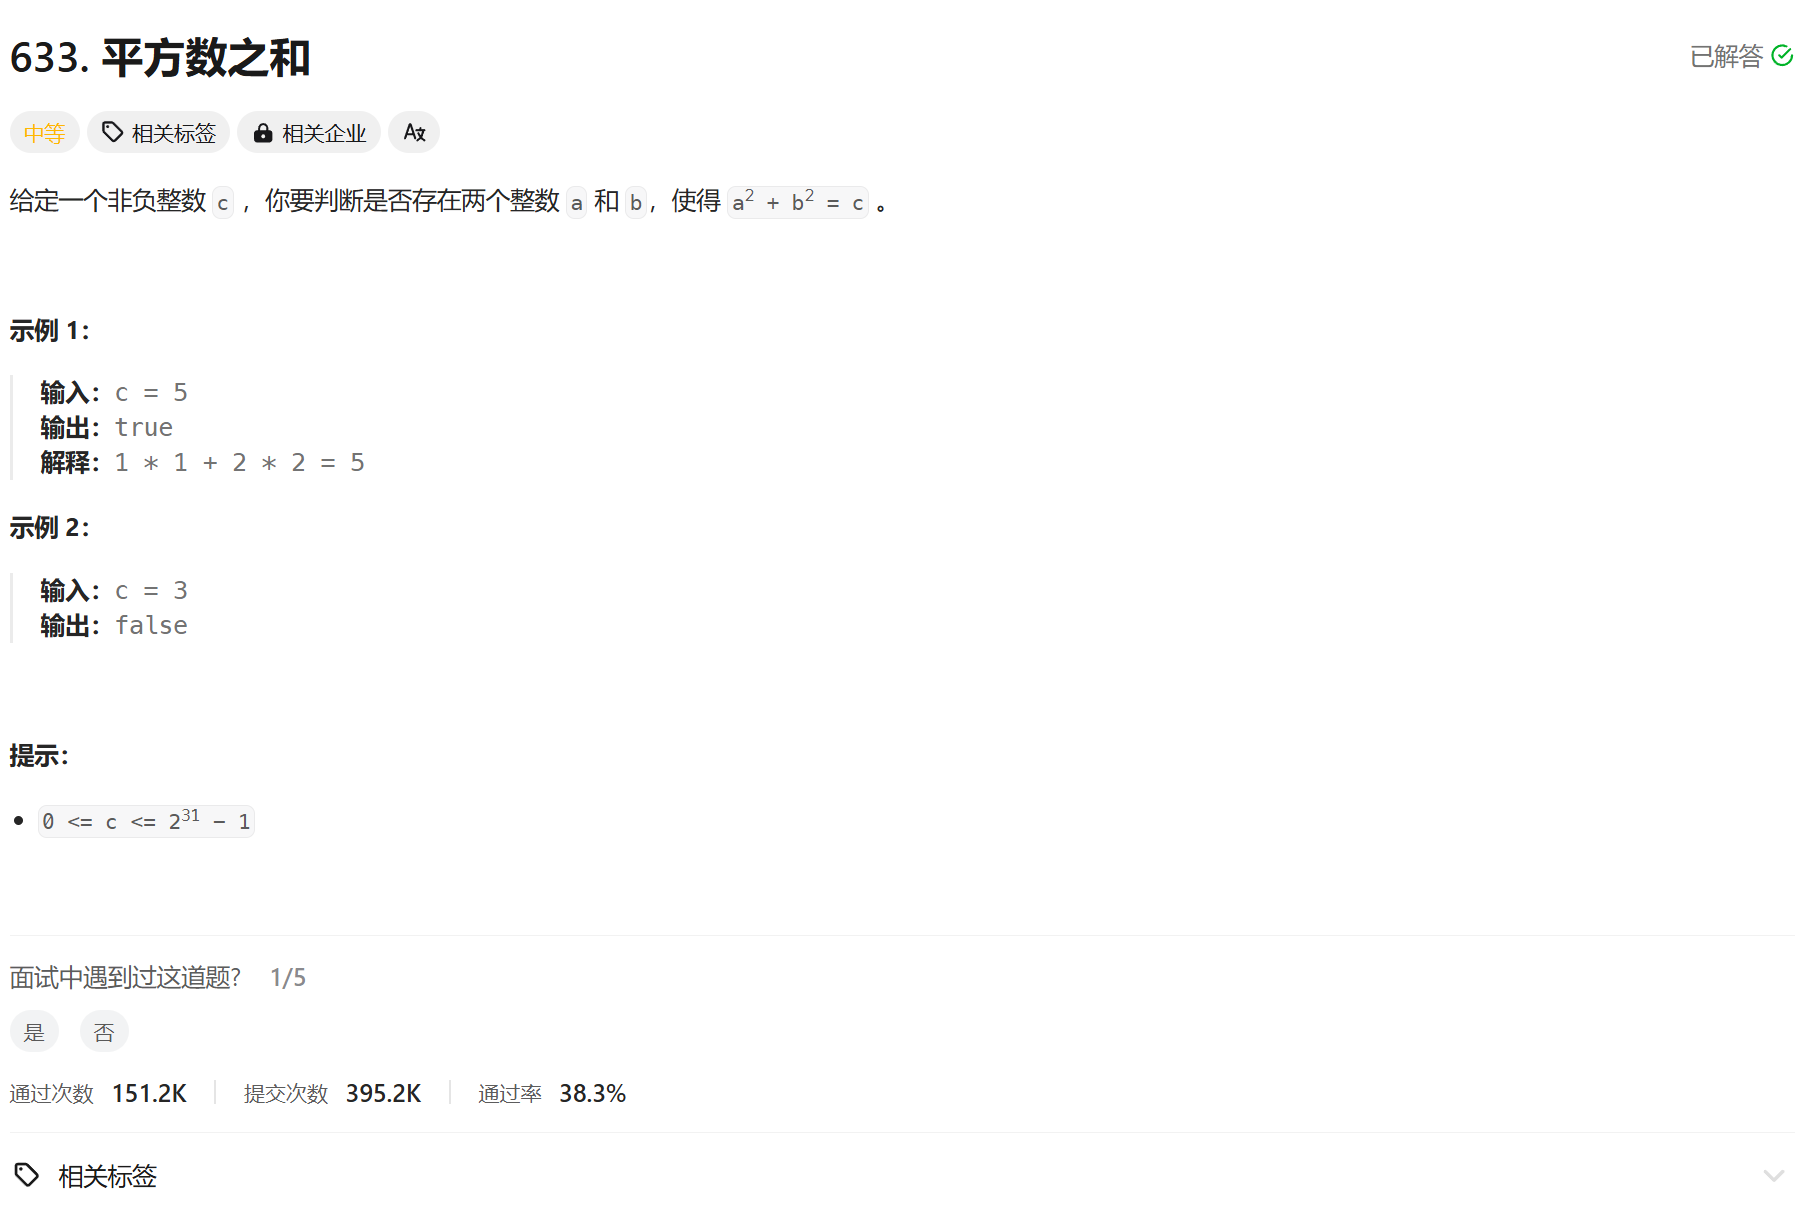 633. 平方数之和
已解答
中等 相关标签 相关企业 A文
给定一个非负整数 c ，你要判断是否存在两个整数 a 和 b，使得 a² + b² = c 。
示例 1：
输入：c = 5
输出：true
解释：1 * 1 + 2 * 2 = 5
示例 2：
输入：c = 3
输出：false
提示：
0 <= c <= 2³¹ - 1
面试中遇到过这道题? 1/5
是 否
通过次数 151.2K 提交次数 395.2K 通过率 38.3%
相关标签